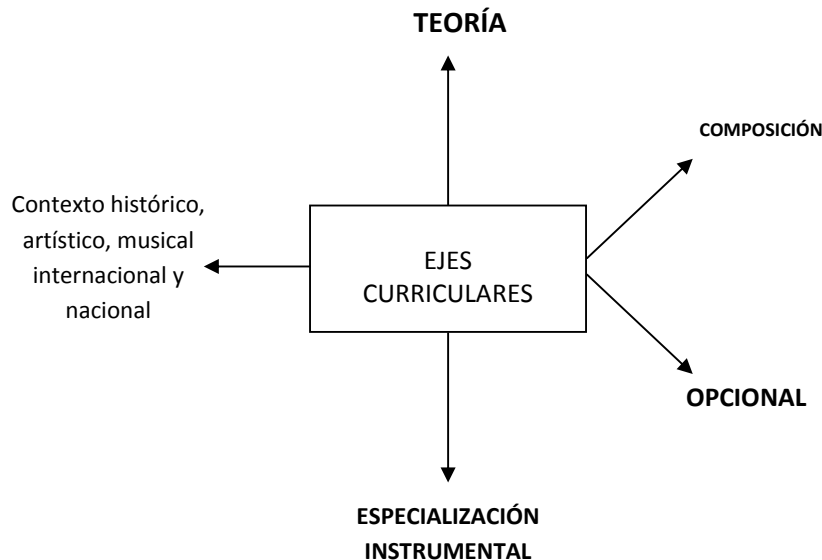 TEORÍA
COMPOSICIÓN
Contexto histórico,
artístico, musical
internacional y
nacional
EJES
CURRICULARES
OPCIONAL
ESPECIALIZACIÓN
INSTRUMENTAL